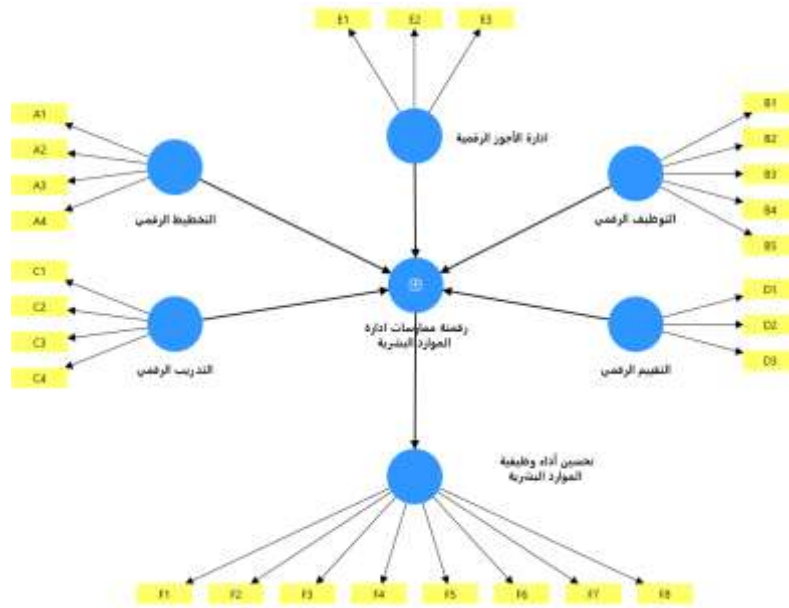 E1 E2 E3
ادارة الأجور الرقمية
A1
A2
A3
A4
التخطيط الرقمي
B1
B2
B3
B4
B5
التوظيف الرقمي
C1
C2
C3
C4
التدريب الرقمي
رقمنة ممارسات ادارة
الموارد البشرية
D1
D2
D3
التقييم الرقمي
تحسين أداء وظيفية
الموارد البشرية
F1 F2 F3 F4 F5 F6 F7 F8